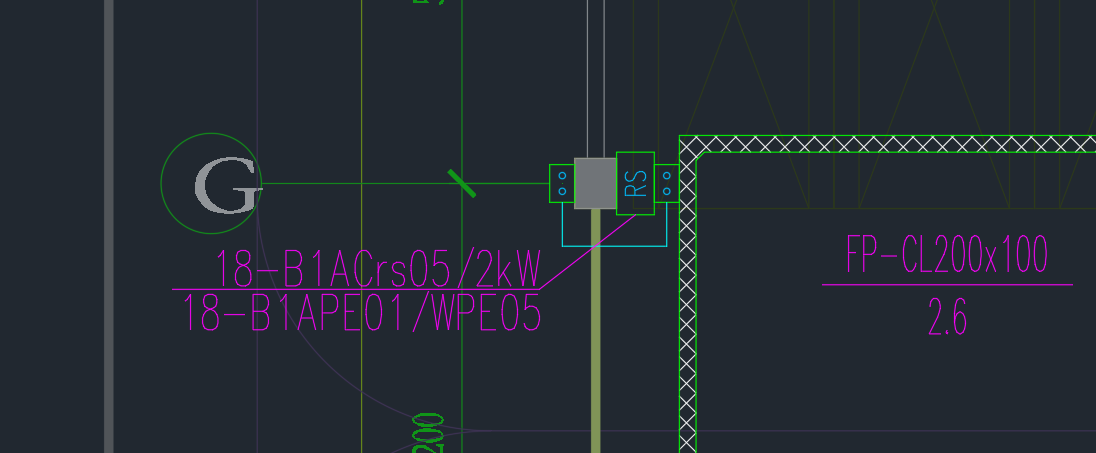 G
RS
18-B1ACrs05/2kW
18-B1APE01/WPE05
FP-CL200x100
2.6
200